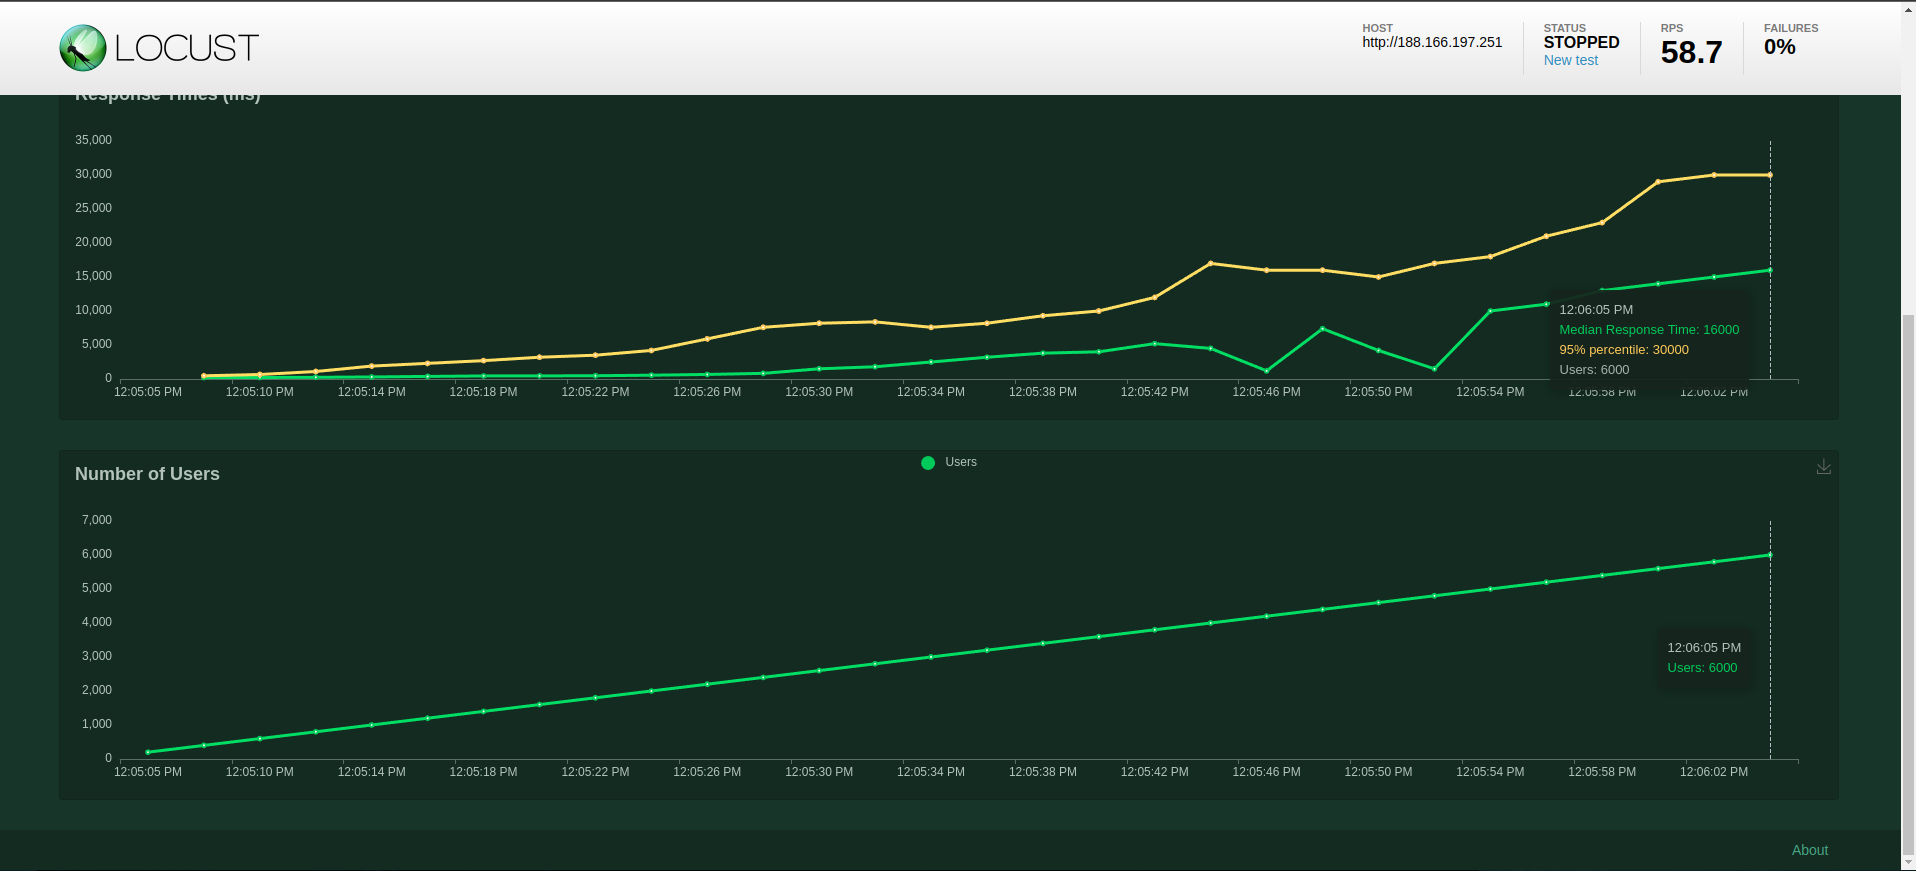 LOCUST
HOST
http://188.166.197.251
STATUS
STOPPED
New test
RPS
58.7
FAILURES
0%
Response Times (ms)
35,000
30,000
25,000
20,000
15,000
10,000
5,000
0
12:05:05 PM 12:05:10 PM 12:05:14 PM 12:05:18 PM 12:05:22 PM 12:05:26 PM 12:05:30 PM 12:05:34 PM 12:05:38 PM 12:05:42 PM 12:05:46 PM 12:05:50 PM 12:05:54 PM 12:05:58 PM 12:06:02 PM
12:06:05 PM
Median Response Time: 16000
95% percentile: 30000
Users: 6000
Number of Users
Users
7,000
6,000
5,000
4,000
3,000
2,000
1,000
0
12:05:05 PM 12:05:10 PM 12:05:14 PM 12:05:18 PM 12:05:22 PM 12:05:26 PM 12:05:30 PM 12:05:34 PM 12:05:38 PM 12:05:42 PM 12:05:46 PM 12:05:50 PM 12:05:54 PM 12:05:58 PM 12:06:02 PM
12:06:05 PM
Users: 6000
About